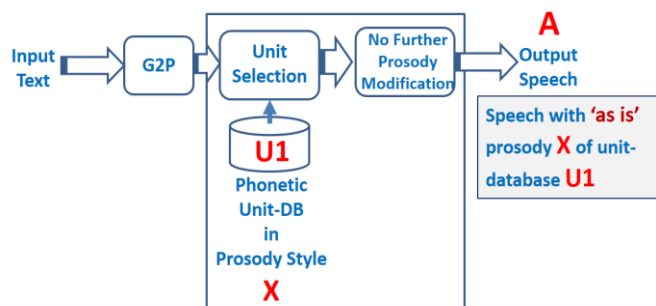 Input
Text
G2P
Unit
Selection
No Further
Prosody
Modification
A
Output
Speech
Speech with ‘as is’
prosody X of unit-
database U1
U1
Phonetic
Unit-DB
in
Prosody Style
X